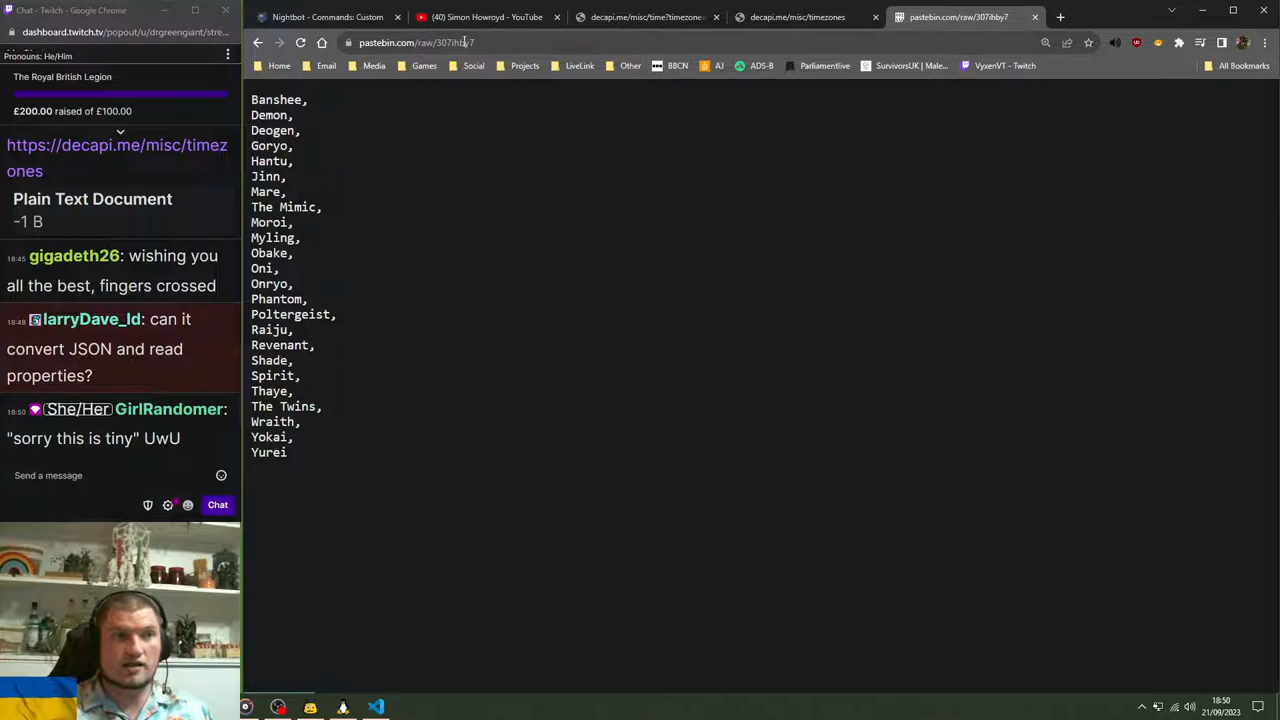 Chat - Twitch - Google Chrome
dashboard.twitch.tv/popout/u/drgreengiant/stre...
Pronouns: He/Him
The Royal British Legion
£200.00 raised of £100.00
https://decapi.me/misc/timez
ones
Plain Text Document
-1 B
18:45 gigadeth26: wishing you
all the best, fingers crossed
18:48 larryDave_ld: can it
convert JSON and read
properties?
18:50 She/Her GirlRandomer:
"sorry this is tiny" UwU
Send a message
Chat
Nightbot - Commands: Custom
(40) Simon Howroyd - YouTube
decapi.me/misc/time?timezone=
decapi.me/misc/timezones
pastebin.com/raw/307ihby7
pastebin.com/raw/307ihby7
Home
Email
Media
Games
Social
Projects
LiveLink
Other
BBCN
AJ
ADS-B
Parliamentlive
SurvivorsUK | Male...
VyxenVT - Twitch
All Bookmarks
Banshee,
Demon,
Deogen,
Goryo,
Hantu,
Jinn,
Mare,
The Mimic,
Moroi,
Myling,
Obake,
Oni,
Onryo,
Phantom,
Poltergeist,
Raiju,
Revenant,
Shade,
Spirit,
Thaye,
The Twins,
Wraith,
Yokai,
Yurei
18:50
21/09/2023